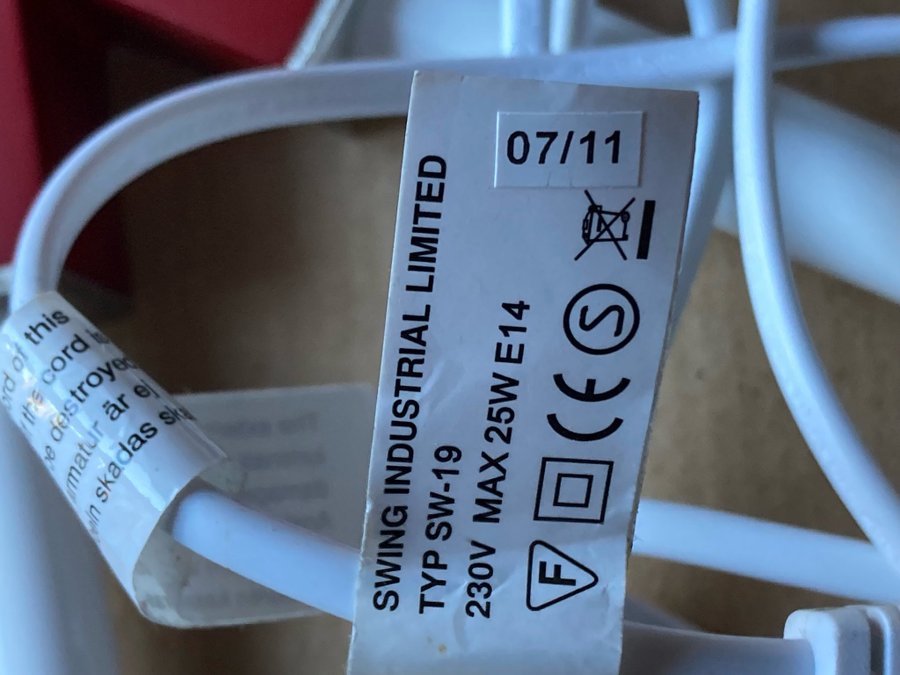 07/11
SWING INDUSTRIAL LIMITED
TYP SW-19
230V MAX 25W E14
F
S
CE
of this
the cord
destroyed
är ej
skadas